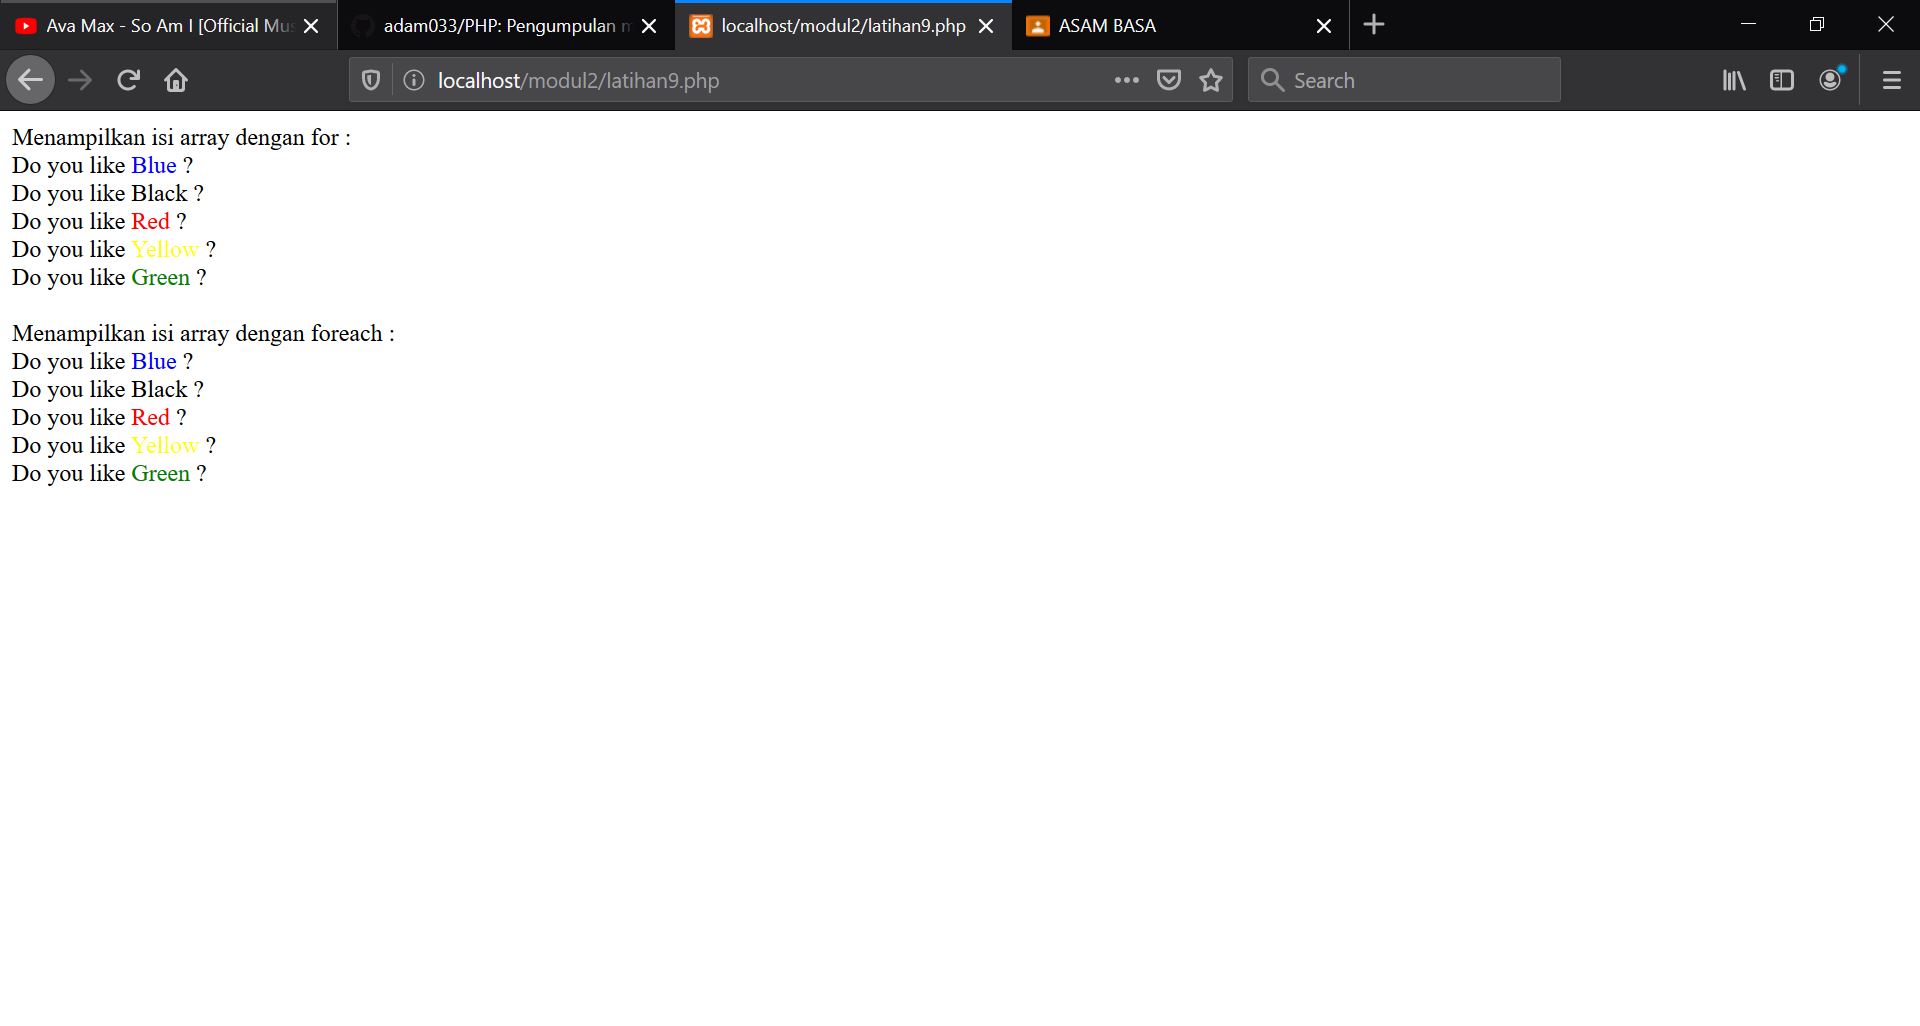 Ava Max - So Am I [Official Mus
adam033/PHP: Pengumpulan
localhost/modul2/latihan9.php
ASAM BASA
localhost/modul2/latihan9.php
Search
Menampilkan isi array dengan for :
Do you like Blue ?
Do you like Black ?
Do you like Red ?
Do you like Yellow ?
Do you like Green ?
Menampilkan isi array dengan foreach :
Do you like Blue ?
Do you like Black ?
Do you like Red ?
Do you like Yellow ?
Do you like Green ?